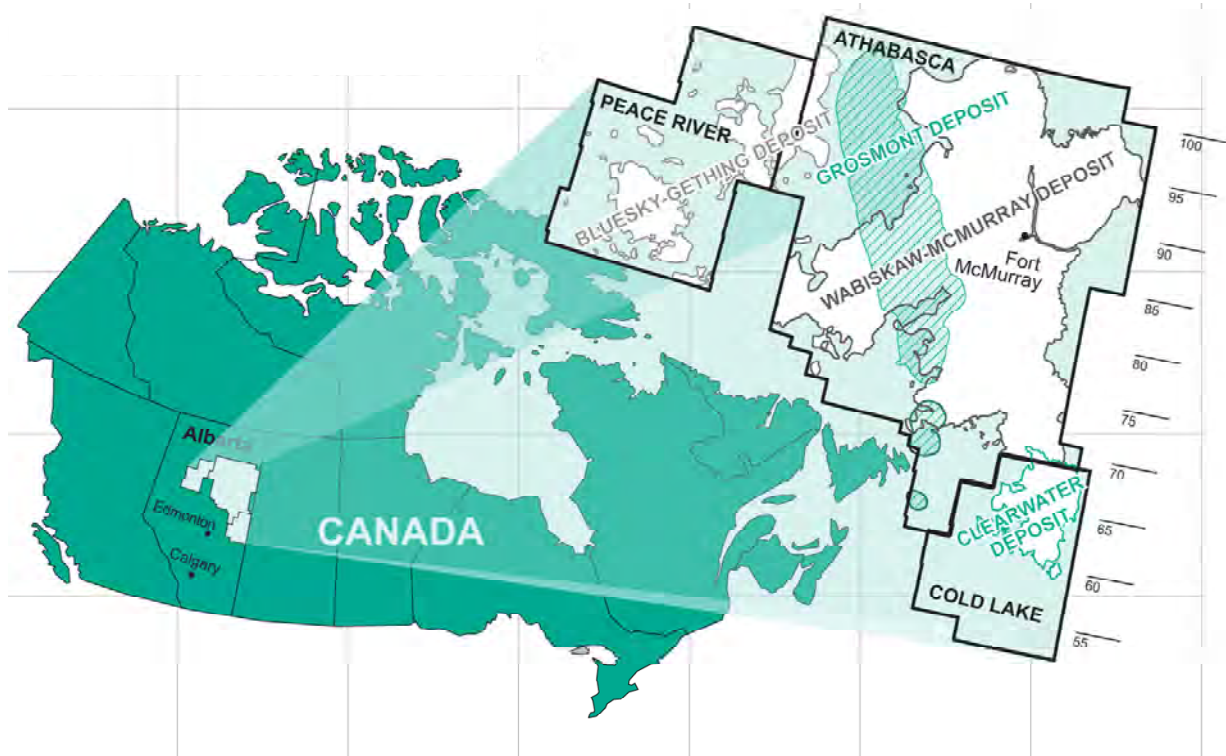 ATHABASCA
PEACE RIVER
GROSMONT DEPOSIT
BLUESKY-GETHING DEPOSIT
WABISKAW-MCMURRAY DEPOSIT
Fort
McMurray
100
95
90
85
80
75
70
65
60
55
CLEARWATER
DEPOSIT
COLD LAKE
Alberta
Edmonton
Calgary
CANADA